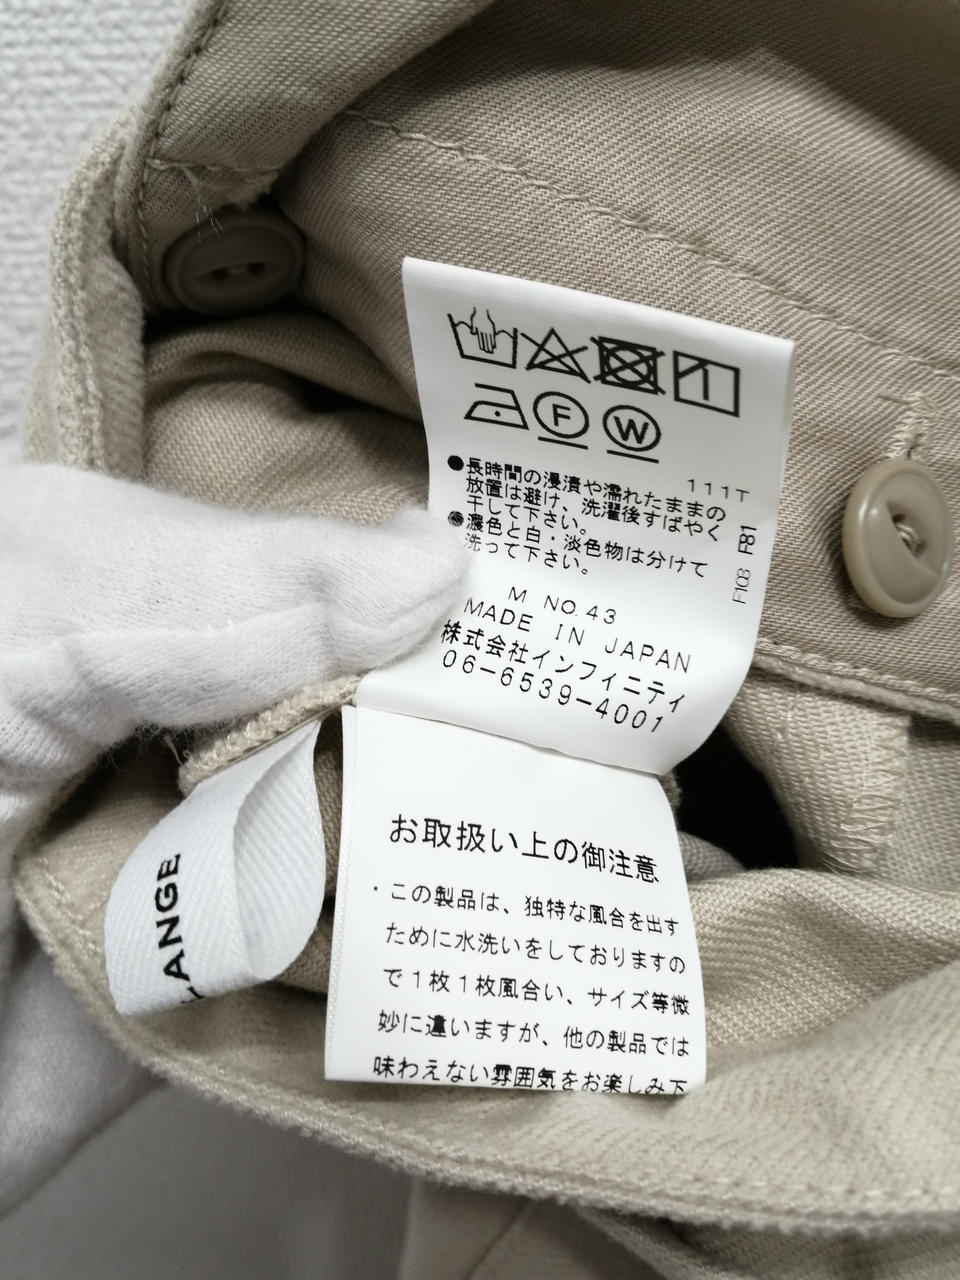 F
W
111T
●長時間の浸漬や濡れたままの
放置は避け、洗濯後すばやく
干して下さい。
●濃色と白・淡色物は分けて
洗って下さい。
F108 P81
M NO.43
MADE IN JAPAN
株式会社インフィニティ
06-6539-4001
お取扱い上の御注意
・この製品は、独特な風合を出す
ために水洗いをしておりますの
で1枚1枚風合い、サイズ等微
妙に違いますが、他の製品では
味わえない雰囲気をお楽しみ下
ANGE